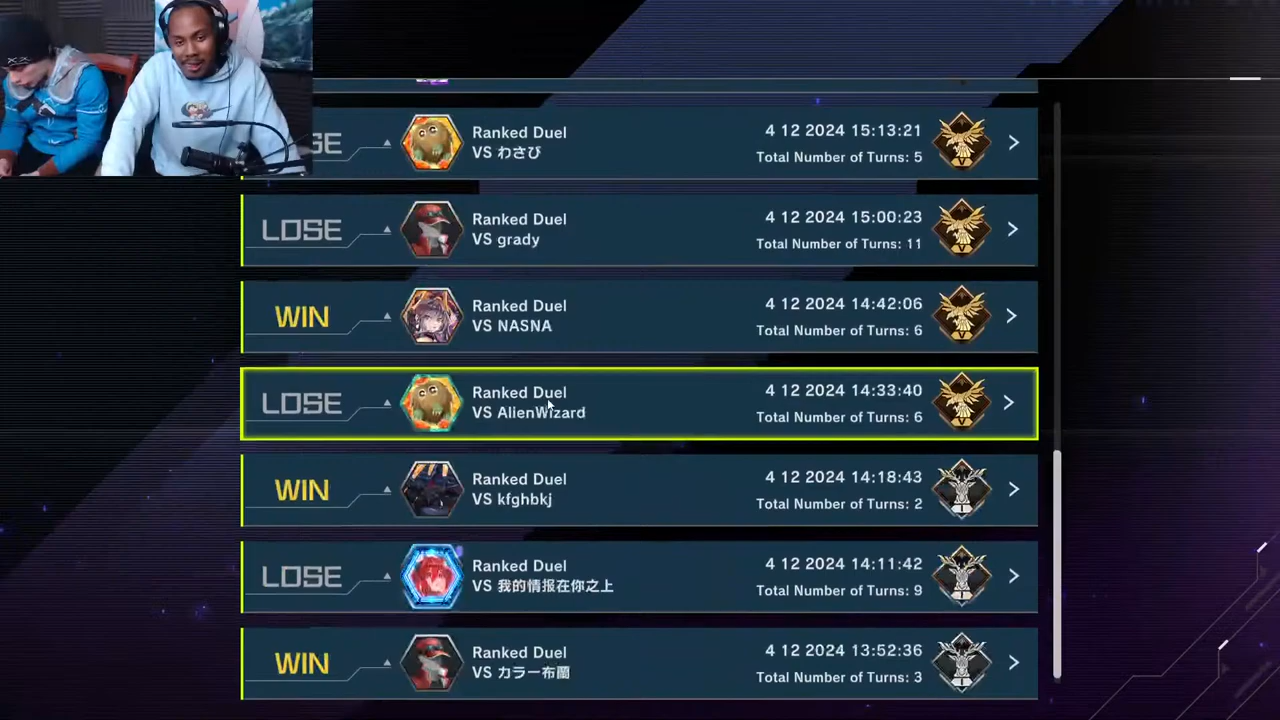 LOSE
Ranked Duel
VS わさび
4 12 2024 15:13:21
Total Number of Turns: 5
V
LOSE
Ranked Duel
VS grady
4 12 2024 15:00:23
Total Number of Turns: 11
V
WIN
Ranked Duel
VS NASNA
4 12 2024 14:42:06
Total Number of Turns: 6
V
LOSE
Ranked Duel
VS AlienWizard
4 12 2024 14:33:40
Total Number of Turns: 6
V
WIN
Ranked Duel
VS kfghbkj
4 12 2024 14:18:43
Total Number of Turns: 2
I
LOSE
Ranked Duel
VS 我的情报在你之上
4 12 2024 14:11:42
Total Number of Turns: 9
I
WIN
Ranked Duel
VS カラー布蘭
4 12 2024 13:52:36
Total Number of Turns: 3
I